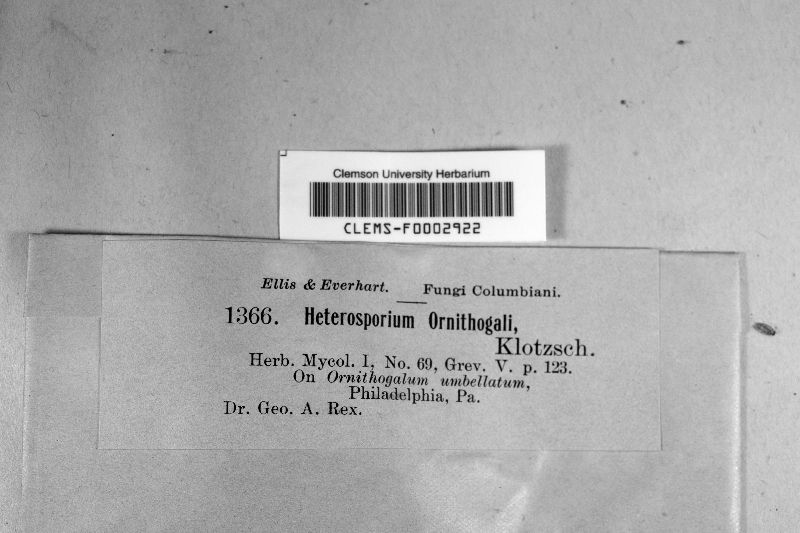 Clemson University Herbarium
CLEMS-F0002922
Ellis & Everhart. Fungi Columbiani.
1366. Heterosporium Ornithogali,
Klotzsch.
Herb. Mycol. I, No. 69, Grev. V. p. 123.
On Ornithogalum umbellatum,
Philadelphia, Pa.
Dr. Geo. A. Rex.